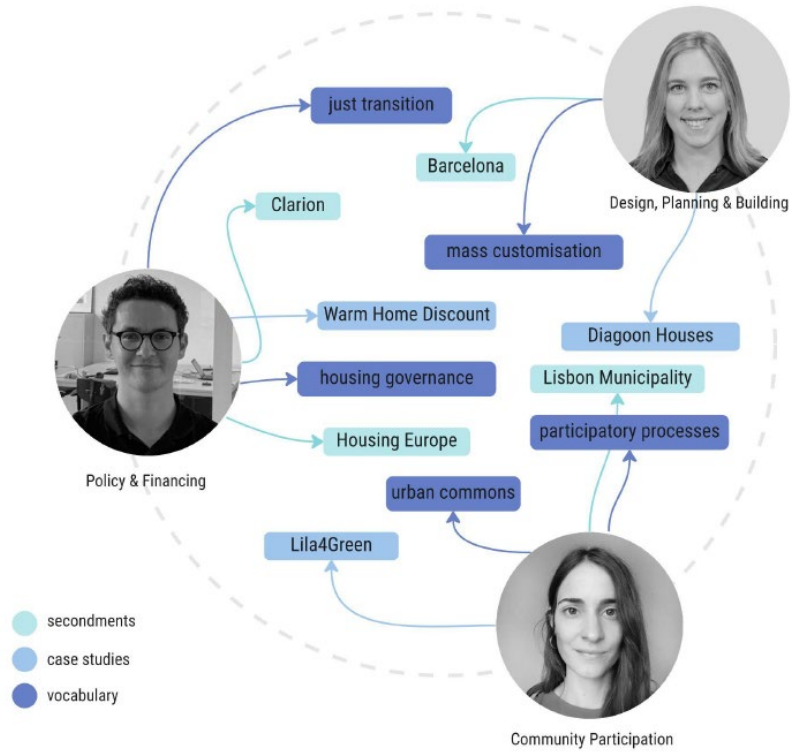 just transition
Barcelona
Design, Planning & Building
Clarion
mass customisation
Warm Home Discount
Diagoon Houses
housing governance
Lisbon Municipality
participatory processes
Housing Europe
Policy & Financing
urban commons
Lila4Green
secondments
case studies
vocabulary
Community Participation